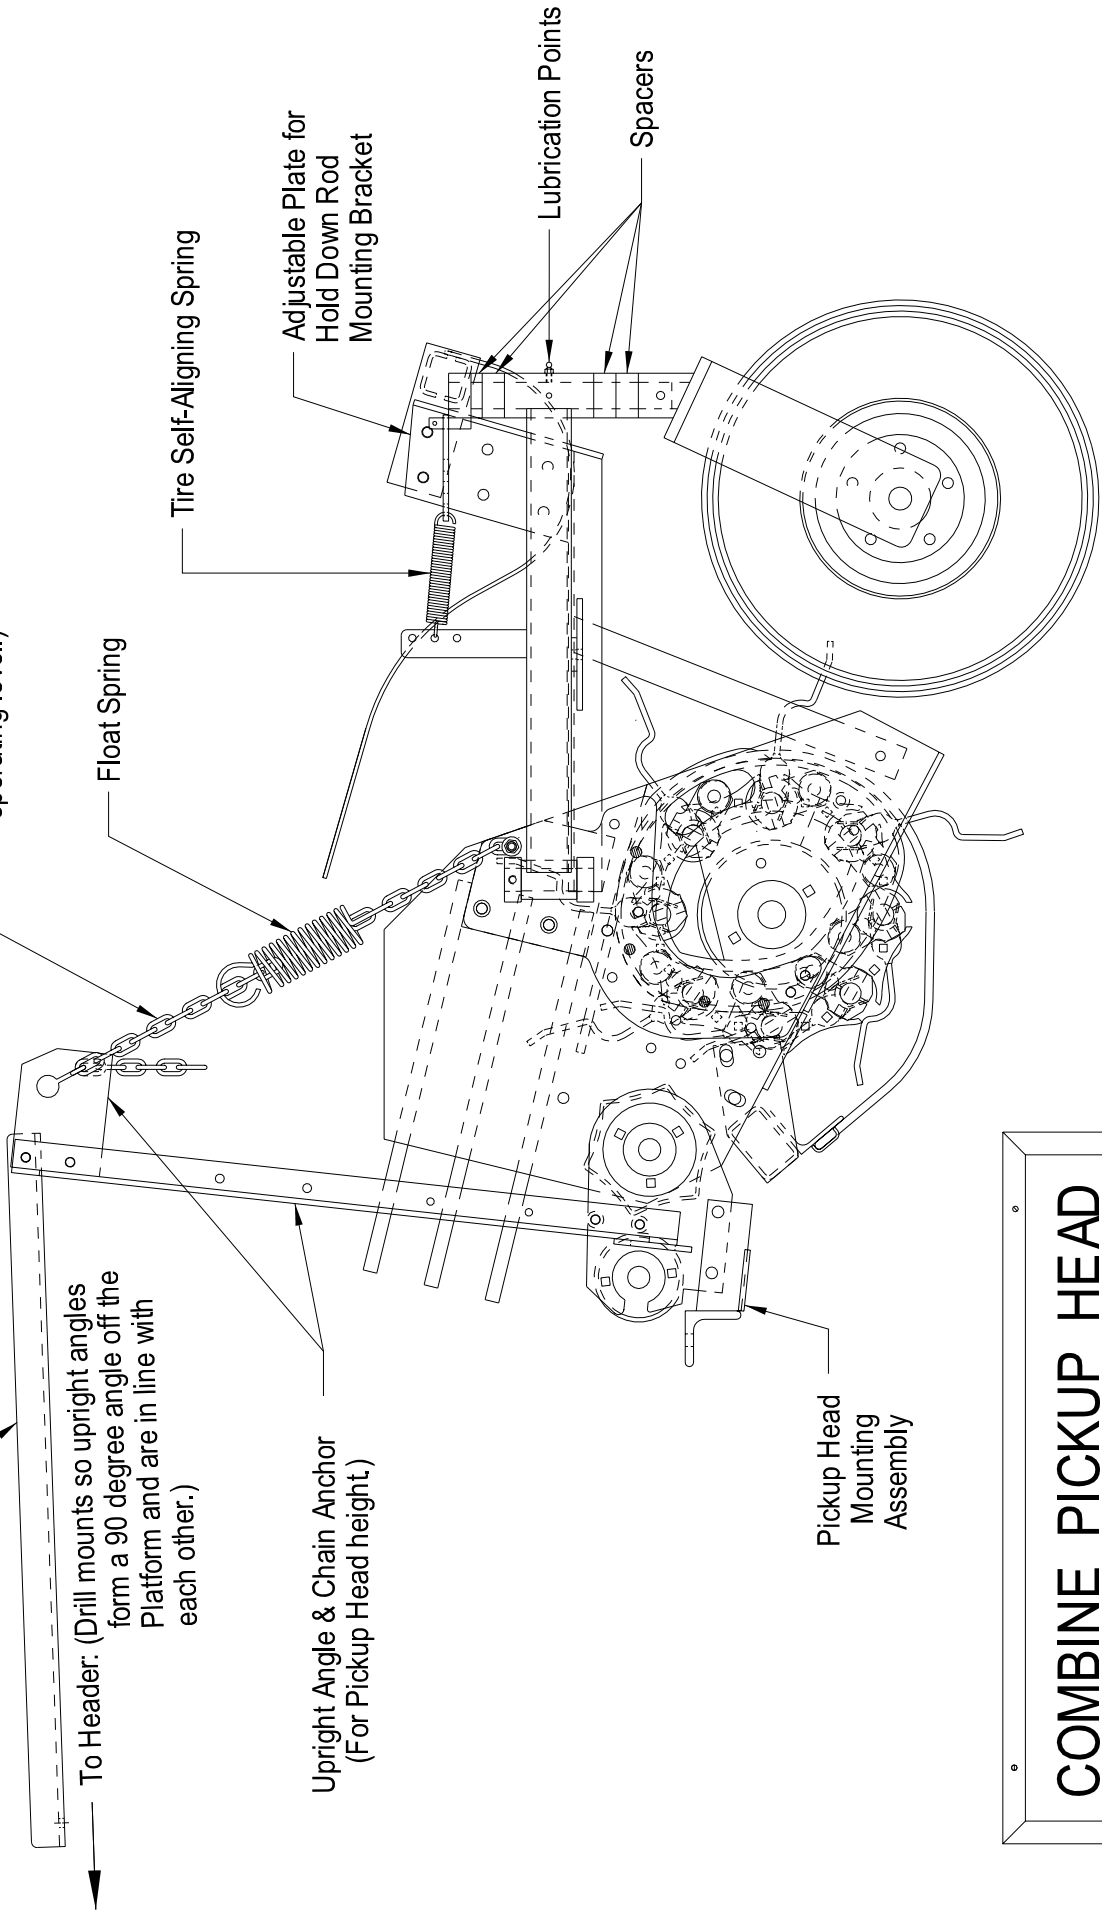 operating level.)
Float Spring
Tire Self-Aligning Spring
Adjustable Plate for
Hold Down Rod
Mounting Bracket
Lubrication Points
Spacers
To Header: (Drill mounts so upright angles
form a 90 degree angle off the
Platform and are in line with
each other.)
Upright Angle & Chain Anchor
(For Pickup Head height.)
Pickup Head
Mounting
Assembly
COMBINE PICKUP HEAD